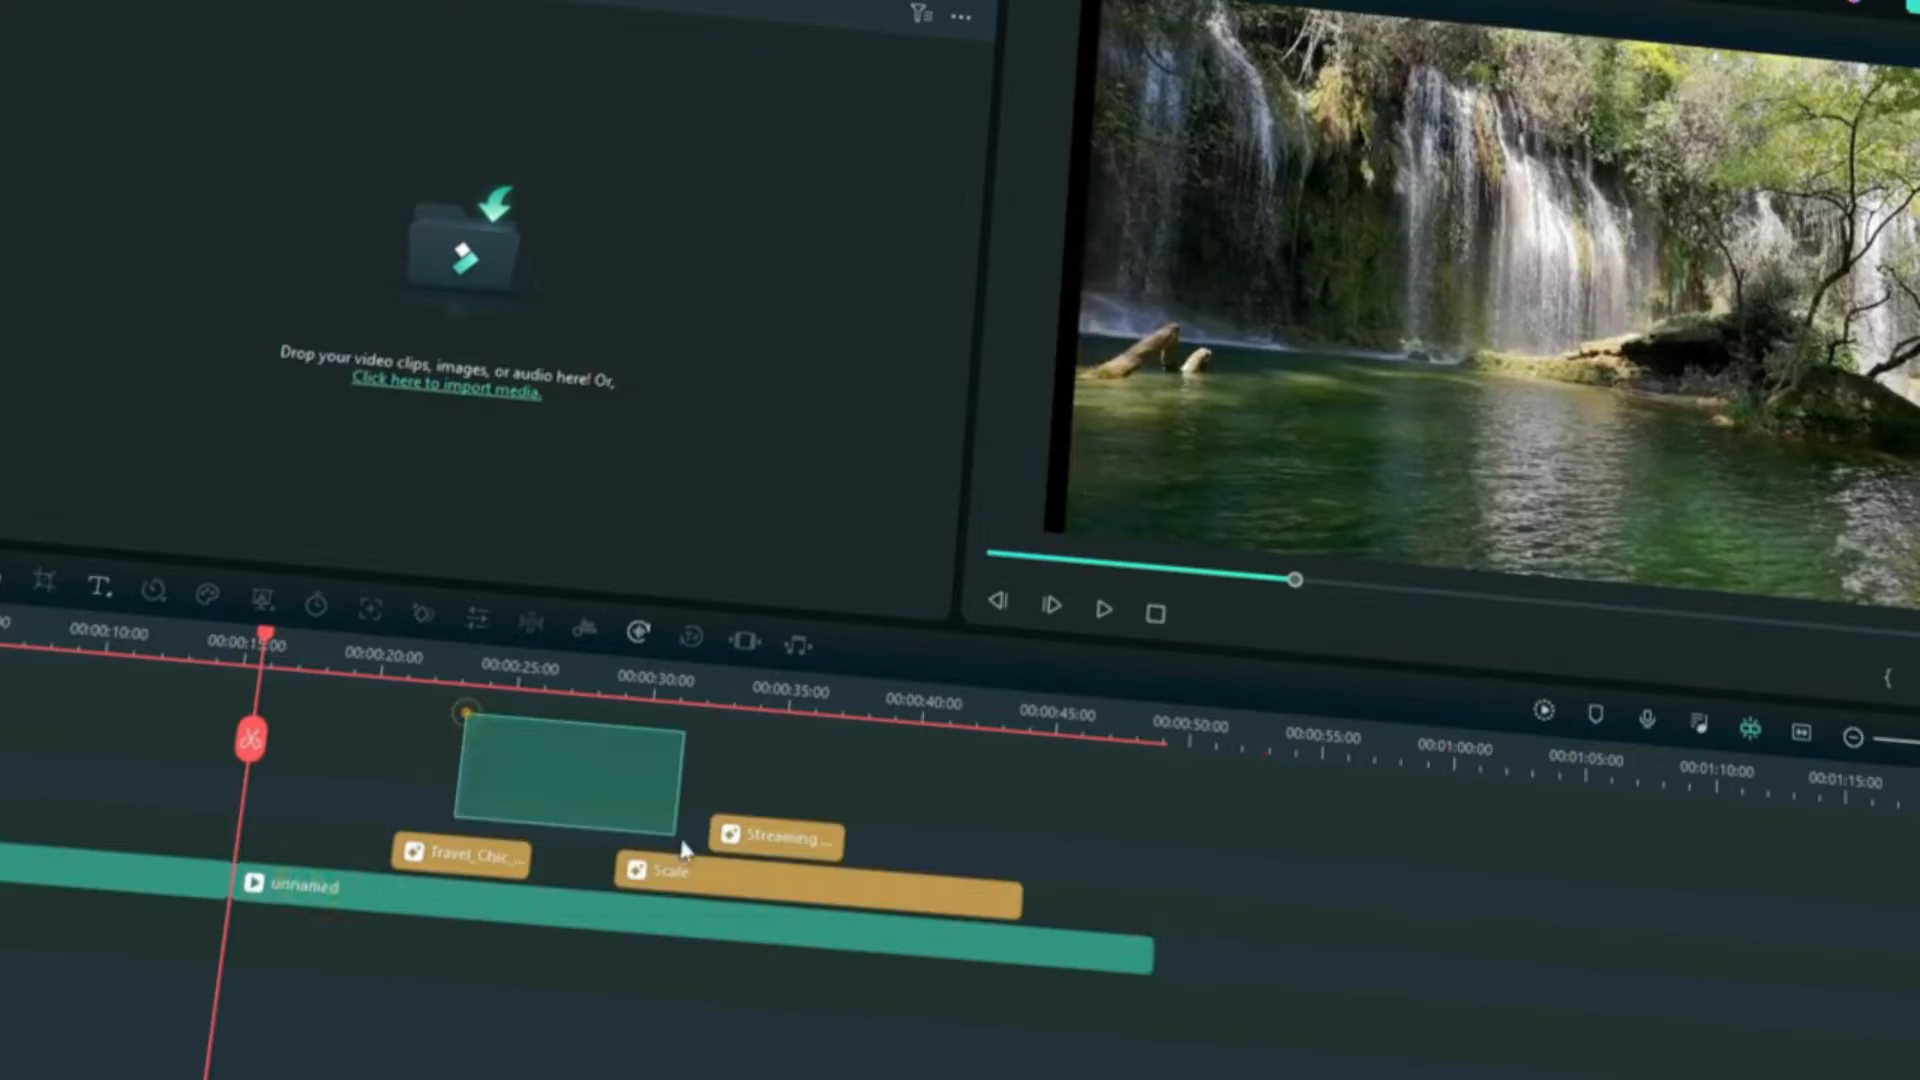 Drop your video clips, images, or audio here! Or,
Click here to import media.
00:00:10:00
00:00:15:00
00:00:20:00
00:00:25:00
00:00:30:00
00:00:35:00
00:00:40:00
00:00:45:00
00:00:50:00
00:00:55:00
00:01:00:00
00:01:05:00
00:01:10:00
00:01:15:00
Streaming ...
Travel_Chic_...
Scale
unnamed